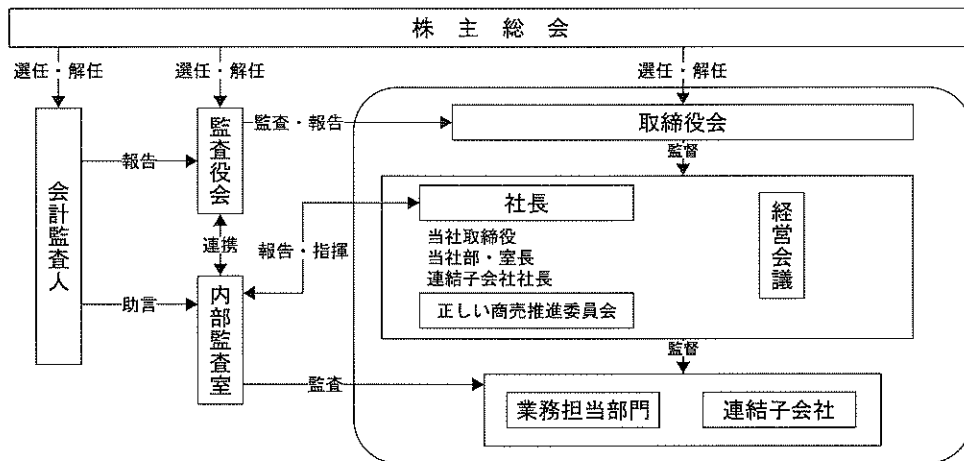 株主総会
選任・解任
選任・解任
選任・解任
会計監査人
監査役会
監査・報告
取締役会
報告
監督
社長
経営会議
連携
報告・指揮
当社取締役
当社部・室長
連結子会社社長
助言
内部監査室
正しい商売推進委員会
監督
監査
業務担当部門
連結子会社